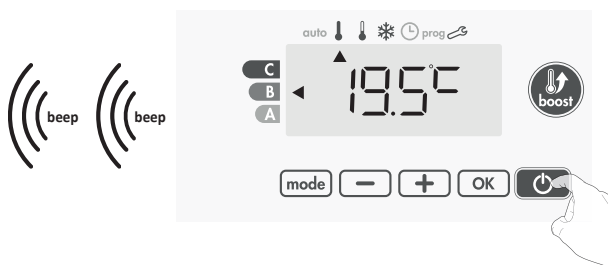 auto prog
C
B
A
19.5°C
boost
beep beep
mode − + OK